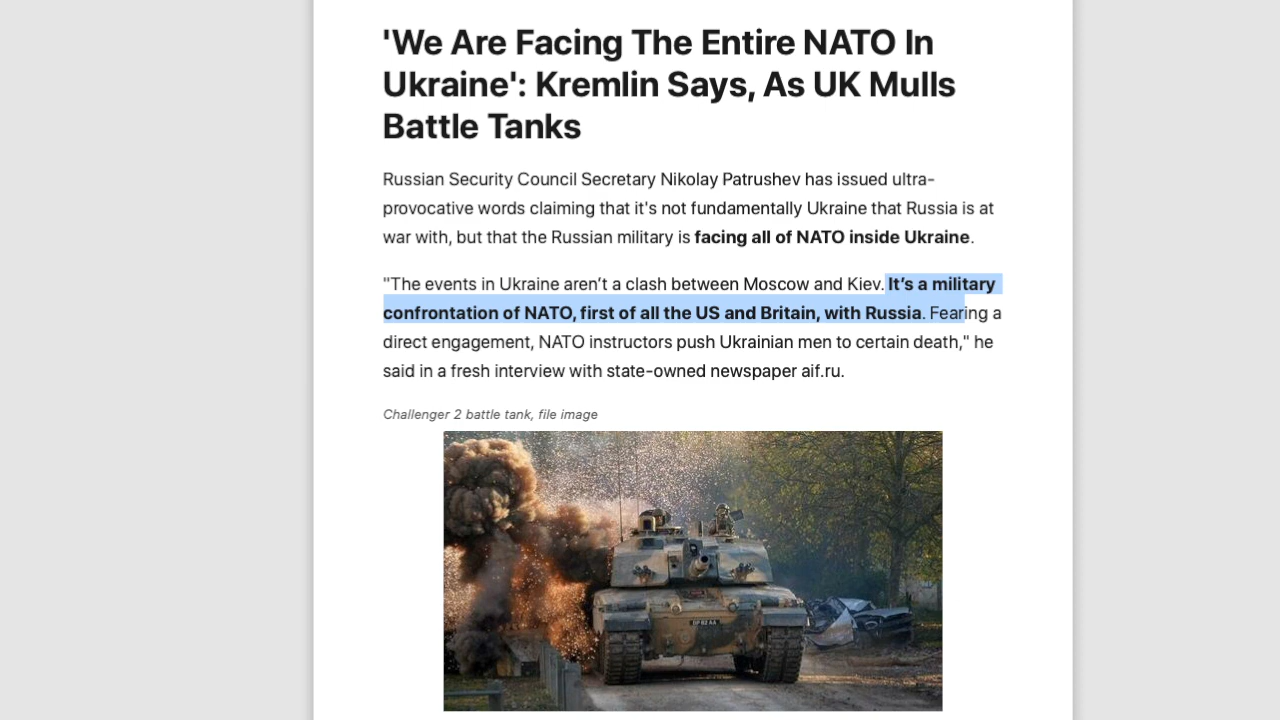 'We Are Facing The Entire NATO In
Ukraine': Kremlin Says, As UK Mulls
Battle Tanks
Russian Security Council Secretary Nikolay Patrushev has issued ultra-
provocative words claiming that it's not fundamentally Ukraine that Russia is at
war with, but that the Russian military is facing all of NATO inside Ukraine.
"The events in Ukraine aren’t a clash between Moscow and Kiev. It’s a military
confrontation of NATO, first of all the US and Britain, with Russia. Fearing a
direct engagement, NATO instructors push Ukrainian men to certain death," he
said in a fresh interview with state-owned newspaper aif.ru.
Challenger 2 battle tank, file image